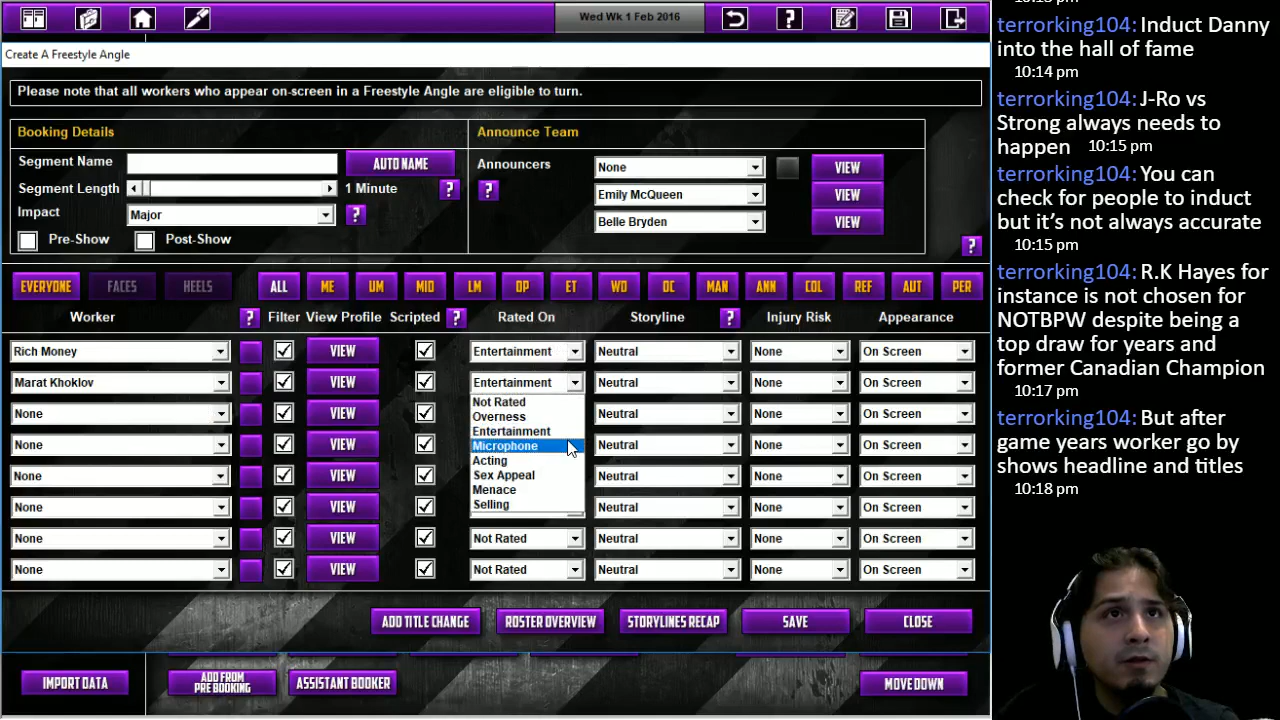 Wed Wk 1 Feb 2016
Create A Freestyle Angle
Please note that all workers who appear on-screen in a Freestyle Angle are eligible to turn.
Booking Details
Segment Name
AUTO NAME
Segment Length
1 Minute
?
Impact
Major
?
Pre-Show
Post-Show
Announce Team
Announcers
None
VIEW
?
Emily McQueen
VIEW
Belle Bryden
VIEW
?
EVERYONE FACES HEELS ALL ME UM MID LM OP ET WD OC MAN ANN COL REF AUT PER
Worker ? Filter View Profile Scripted ? Rated On Storyline ? Injury Risk Appearance
Rich Money VIEW Entertainment Neutral None On Screen
Marat Khoklov VIEW Entertainment Neutral None On Screen
None VIEW Neutral None On Screen
None VIEW Neutral None On Screen
None VIEW Neutral None On Screen
None VIEW Neutral None On Screen
None VIEW Not Rated Neutral None On Screen
None VIEW Not Rated Neutral None On Screen
Not Rated
Overness
Entertainment
Microphone
Acting
Sex Appeal
Menace
Selling
ADD TITLE CHANGE ROSTER OVERVIEW STORYLINES RECAP SAVE CLOSE
IMPORT DATA
ADD FROM
PRE BOOKING
ASSISTANT BOOKER
MOVE DOWN
terrorking104: Induct Danny
into the hall of fame
10:14 pm
terrorking104: J-Ro vs
Strong always needs to
happen 10:15 pm
terrorking104: You can
check for people to induct
but it’s not always accurate
10:15 pm
terrorking104: R.K Hayes for
instance is not chosen for
NOTBPW despite being a
top draw for years and
former Canadian Champion
10:17 pm
terrorking104: But after
game years worker go by
shows headline and titles
10:18 pm